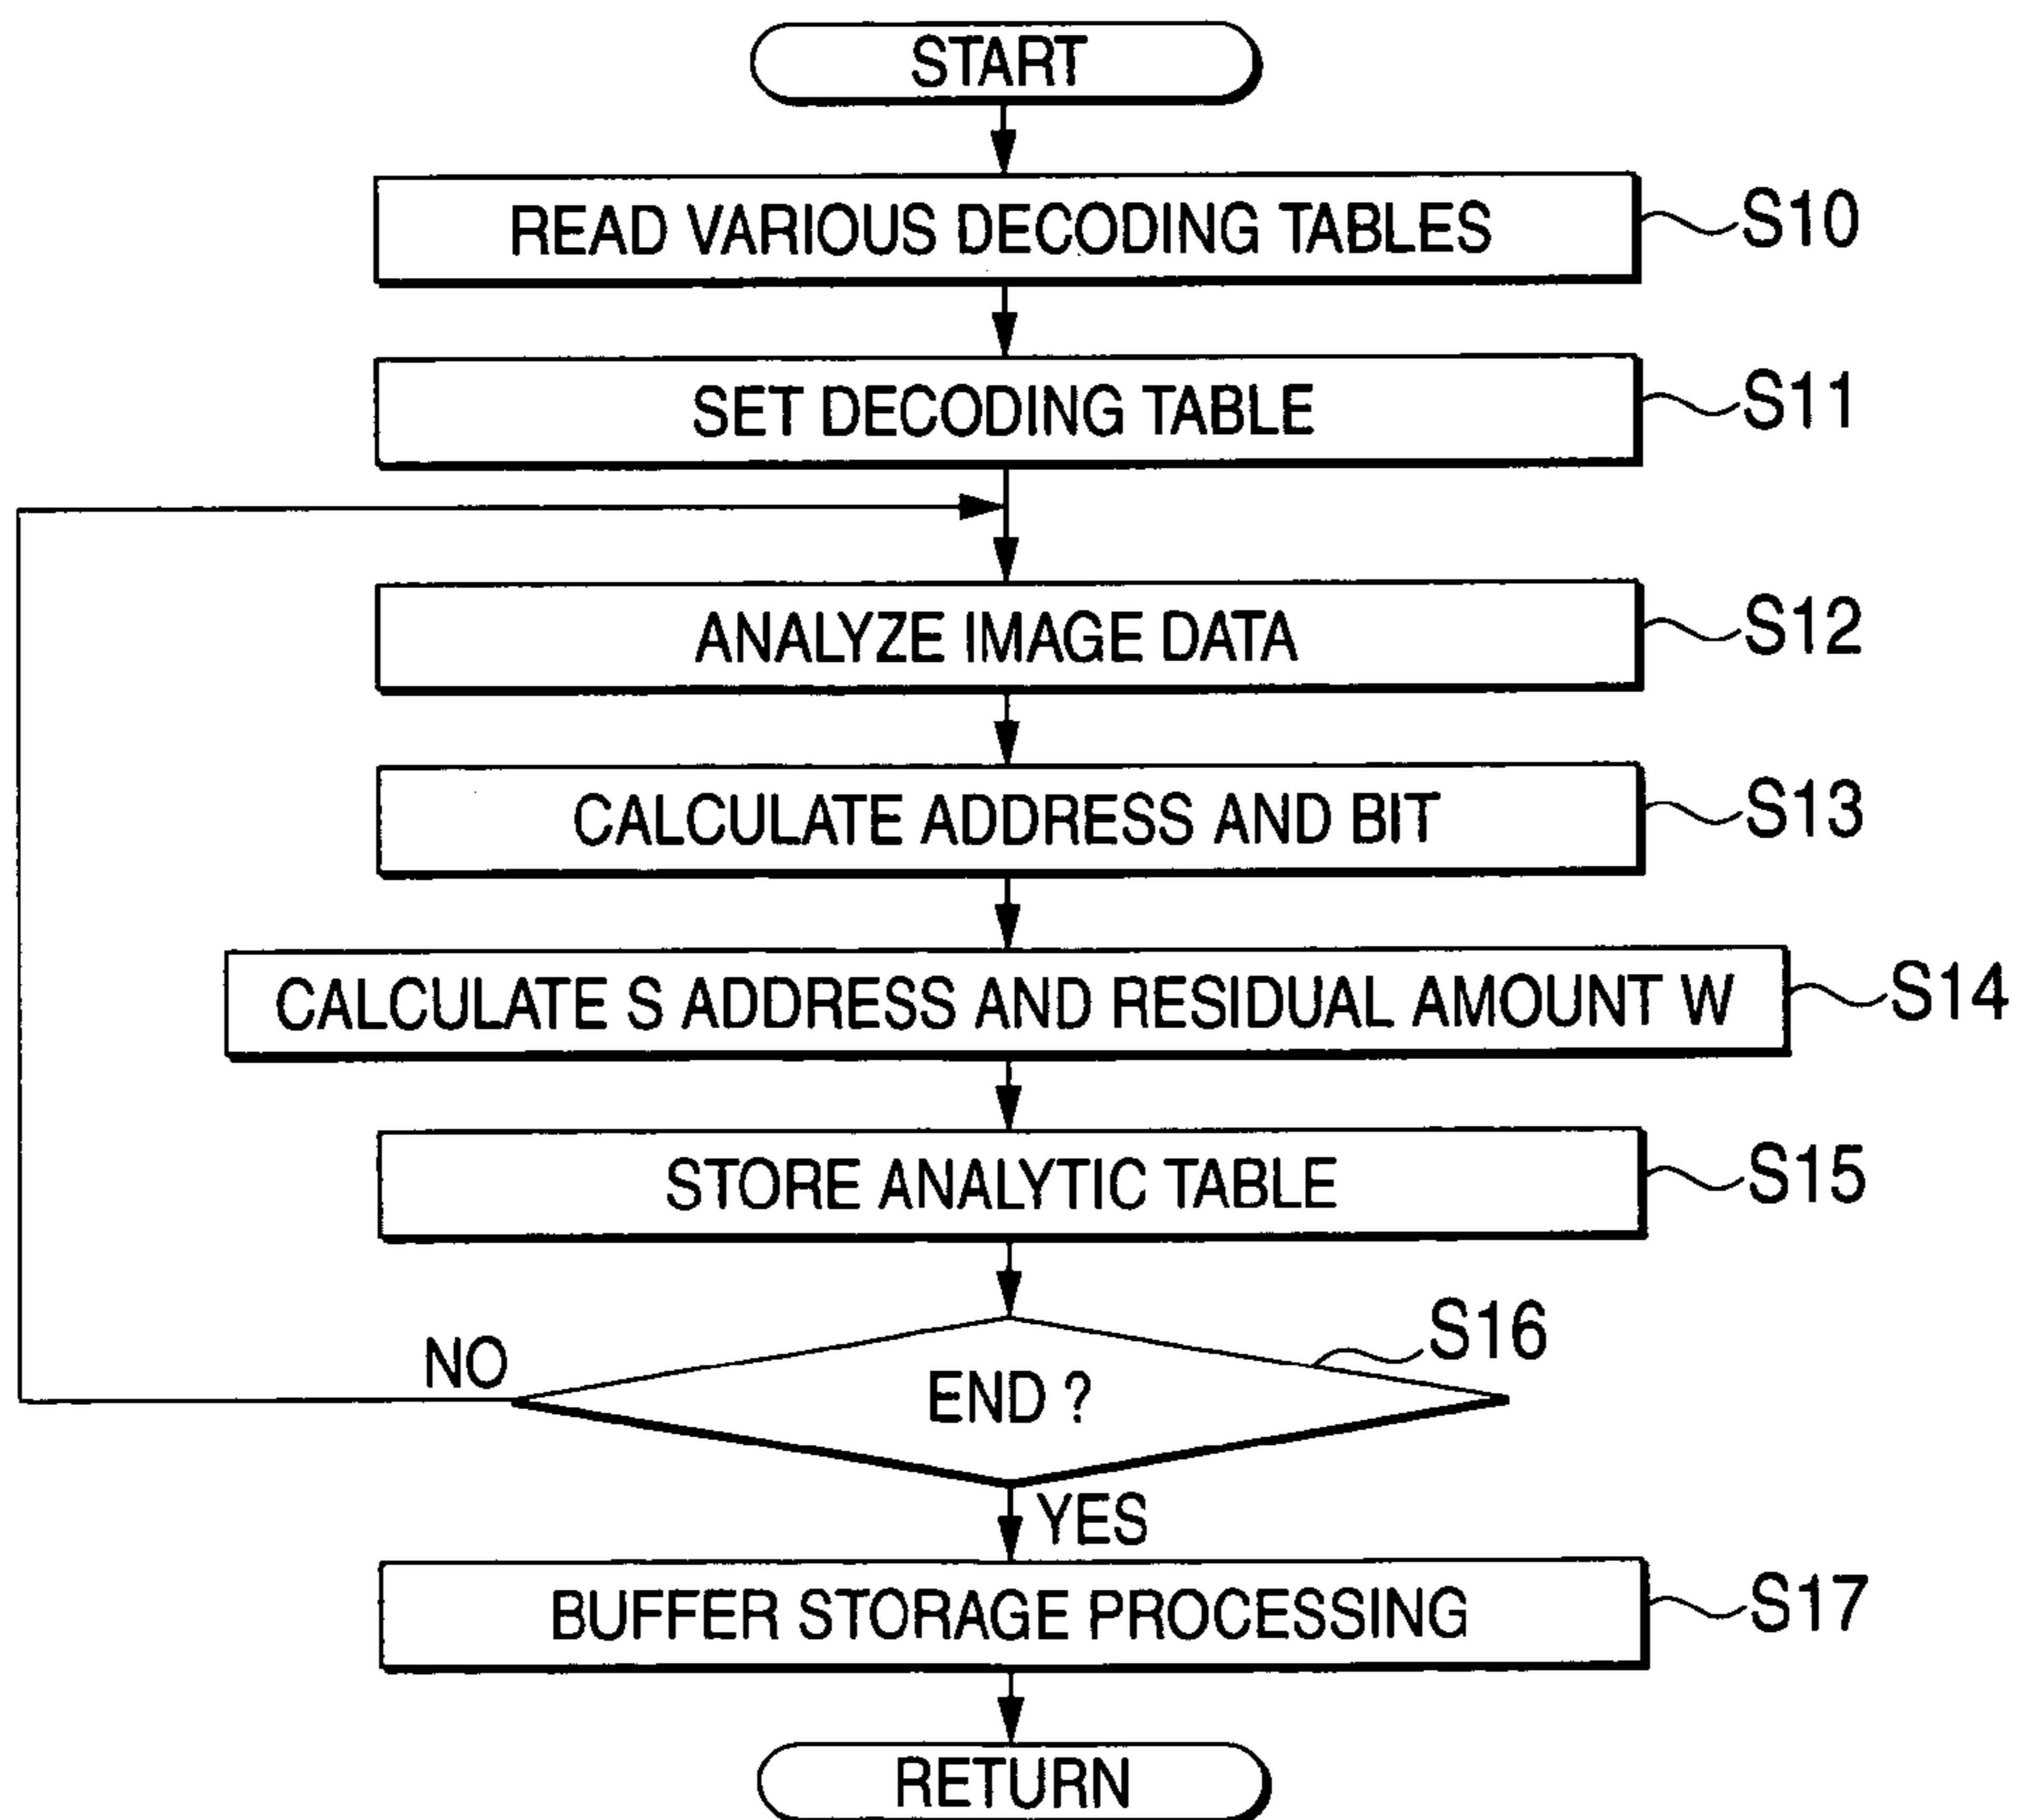 START
READ VARIOUS DECODING TABLES
S10
SET DECODING TABLE
S11
ANALYZE IMAGE DATA
S12
CALCULATE ADDRESS AND BIT
S13
CALCULATE S ADDRESS AND RESIDUAL AMOUNT W
S14
STORE ANALYTIC TABLE
S15
S16
NO
END ?
YES
BUFFER STORAGE PROCESSING
S17
RETURN